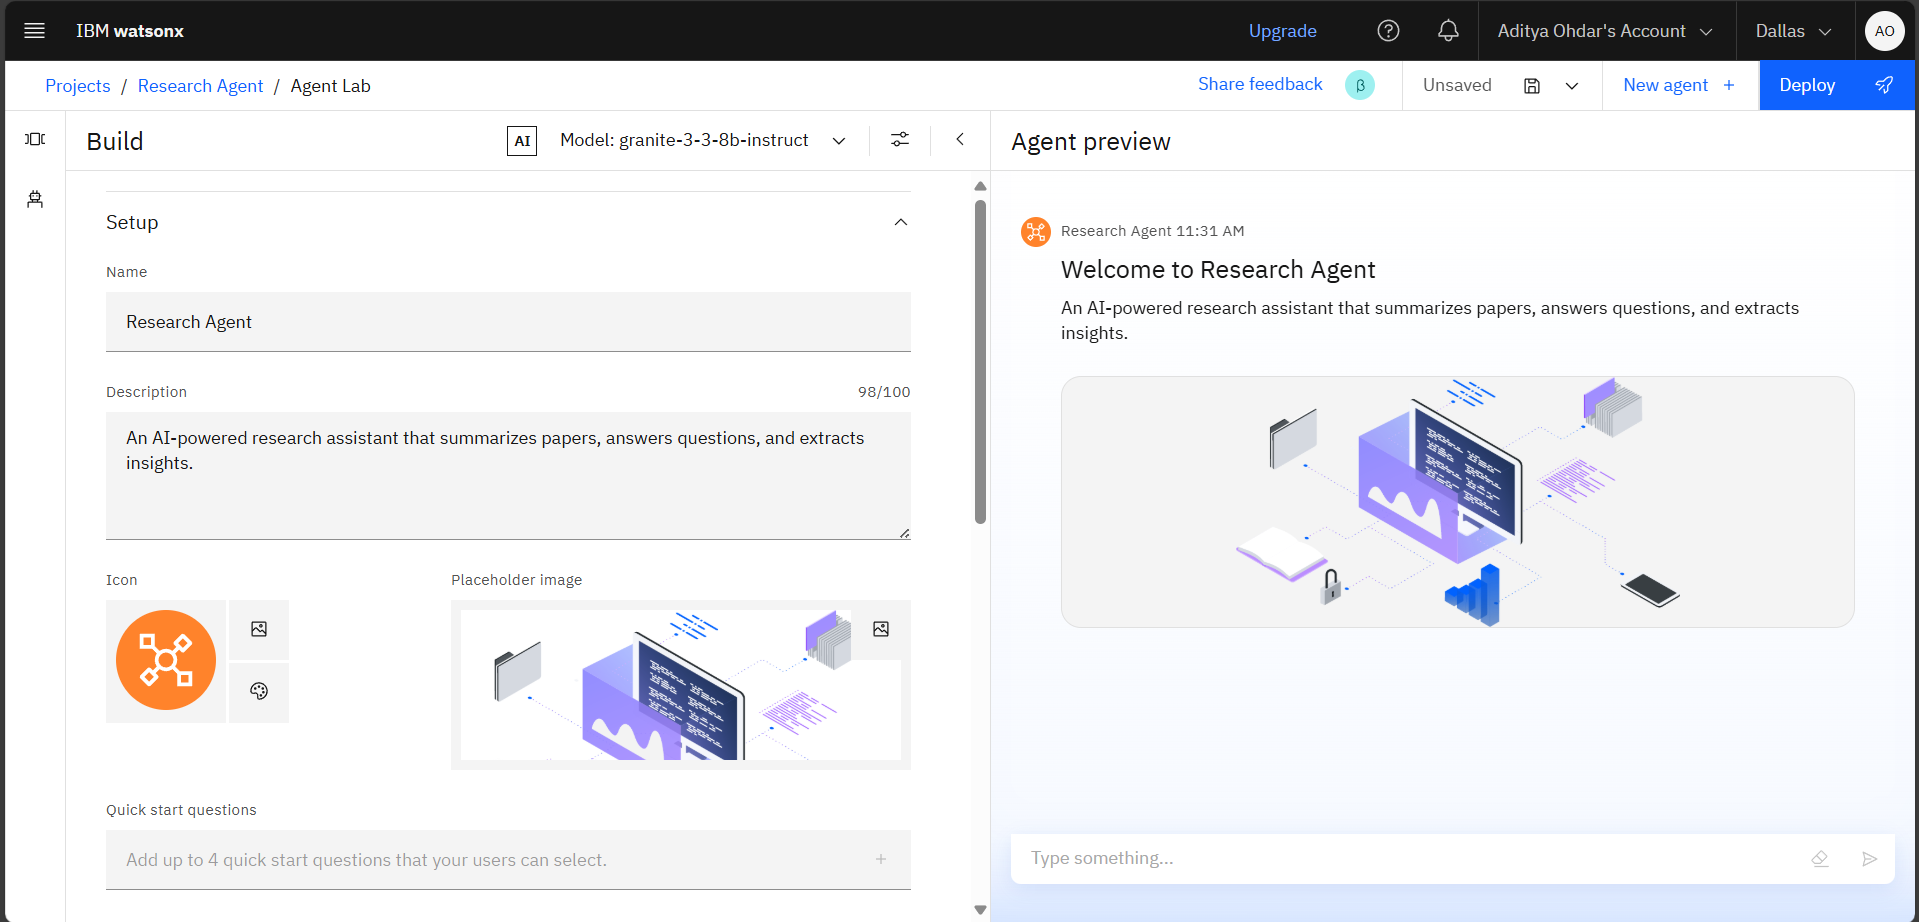 IBM watsonx
Upgrade
Aditya Ohdar's Account
Dallas
AO
Projects / Research Agent / Agent Lab
Share feedback
β
Unsaved
New agent +
Deploy
Build
AI
Model: granite-3-3-8b-instruct
Setup
Name
Research Agent
Description
98/100
An AI-powered research assistant that summarizes papers, answers questions, and extracts
insights.
Icon
Placeholder image
Quick start questions
Add up to 4 quick start questions that your users can select.
Agent preview
Research Agent 11:31 AM
Welcome to Research Agent
An AI-powered research assistant that summarizes papers, answers questions, and extracts
insights.
Type something...